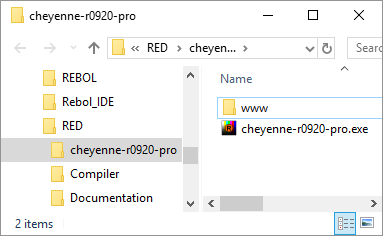 cheyenne-r0920-pro
« RED > cheyen...
Sear
REBOL
Rebol_IDE
RED
cheyenne-r0920-pro
Compiler
Documentation
Name
www
cheyenne-r0920-pro.exe
2 items